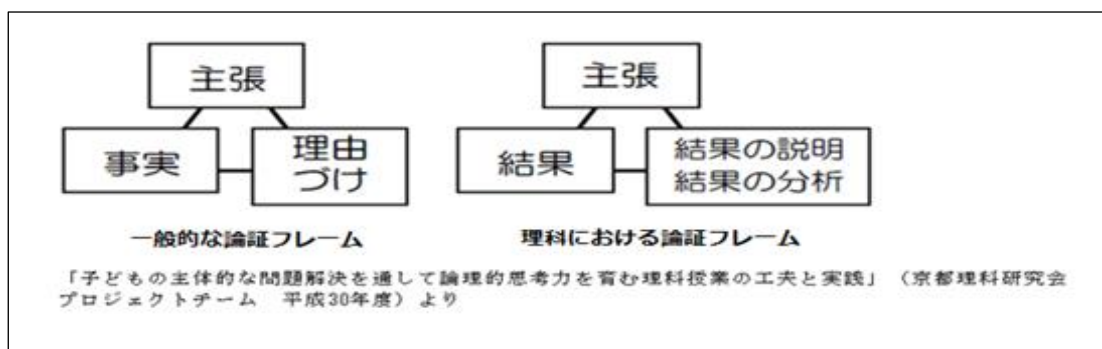 主張
事実
理由
づけ
一般的な論証フレーム
主張
結果
結果の説明
結果の分析
理科における論証フレーム
「子どもの主体的な問題解決を通して論理的思考力を育む理科授業の工夫と実践」（京都理科研究会
プロジェクトチーム　平成30年度）より